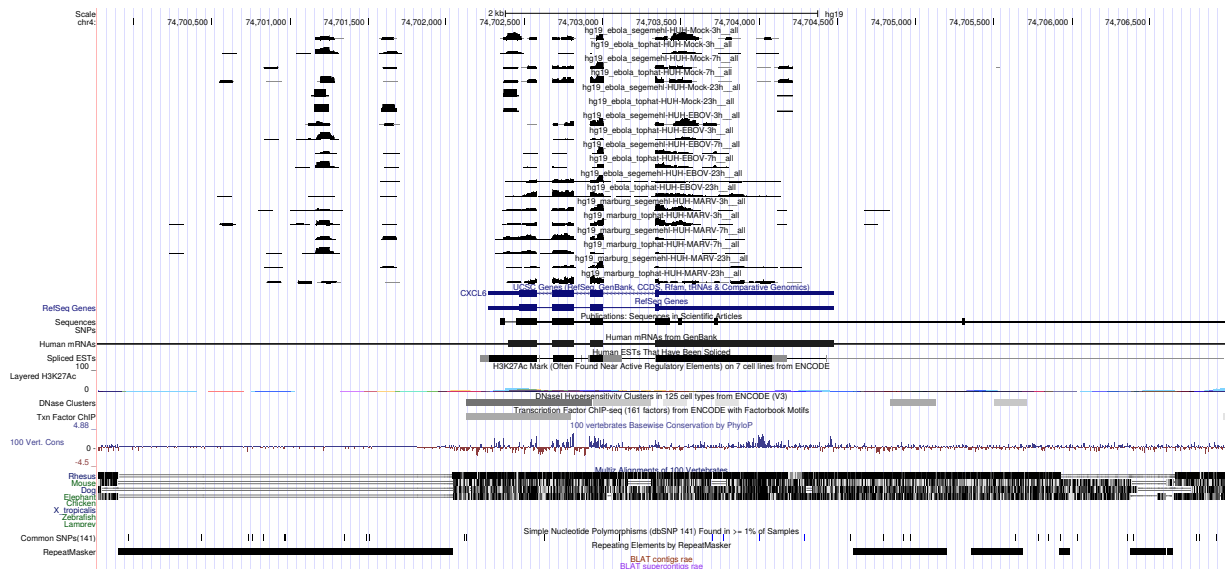 Scale 2 kb hg19
chr4: 74,700,500 74,701,000 74,701,500 74,702,000 74,702,500 74,703,000 74,703,500 74,704,000 74,704,500 74,705,000 74,705,500 74,706,000 74,706,500
hg19_ebola_segemehl-HUH-Mock-3h__all
hg19_ebola_tophat-HUH-Mock-3h__all
hg19_ebola_segemehl-HUH-Mock-7h__all
hg19_ebola_tophat-HUH-Mock-7h__all
hg19_ebola_segemehl-HUH-Mock-23h__all
hg19_ebola_tophat-HUH-Mock-23h__all
hg19_ebola_segemehl-HUH-EBOV-3h__all
hg19_ebola_tophat-HUH-EBOV-3h__all
hg19_ebola_segemehl-HUH-EBOV-7h__all
hg19_ebola_tophat-HUH-EBOV-7h__all
hg19_ebola_segemehl-HUH-EBOV-23h__all
hg19_ebola_tophat-HUH-EBOV-23h__all
hg19_marburg_segemehl-HUH-MARV-3h__all
hg19_marburg_tophat-HUH-MARV-3h__all
hg19_marburg_segemehl-HUH-MARV-7h__all
hg19_marburg_tophat-HUH-MARV-7h__all
hg19_marburg_segemehl-HUH-MARV-23h__all
hg19_marburg_tophat-HUH-MARV-23h__all
UCSC Genes (RefSeq, GenBank, CCDS, Rfam, tRNAs & Comparative Genomics)
CXCL6
RefSeq Genes
RefSeq Genes
Publications: Sequences in Scientific Articles
Sequences
SNPs
Human mRNAs from GenBank
Human mRNAs
Human ESTs That Have Been Spliced
Spliced ESTs
H3K27Ac Mark (Often Found Near Active Regulatory Elements) on 7 cell lines from ENCODE
100
Layered H3K27Ac
0
DNaseI Hypersensitivity Clusters in 125 cell types from ENCODE (V3)
DNase Clusters
Transcription Factor ChIP-seq (161 factors) from ENCODE with Factorbook Motifs
Txn Factor ChIP
4.88 100 vertebrates Basewise Conservation by PhyloP
100 Vert. Cons
0
-4.5
Multiz Alignments of 100 Vertebrates
Rhesus
Mouse
Dog
Elephant
Chicken
X_tropicalis
Zebrafish
Lamprey
Simple Nucleotide Polymorphisms (dbSNP 141) Found in >= 1% of Samples
Common SNPs(141)
Repeating Elements by RepeatMasker
RepeatMasker
BLAT contigs rae
BLAT supercontigs rae